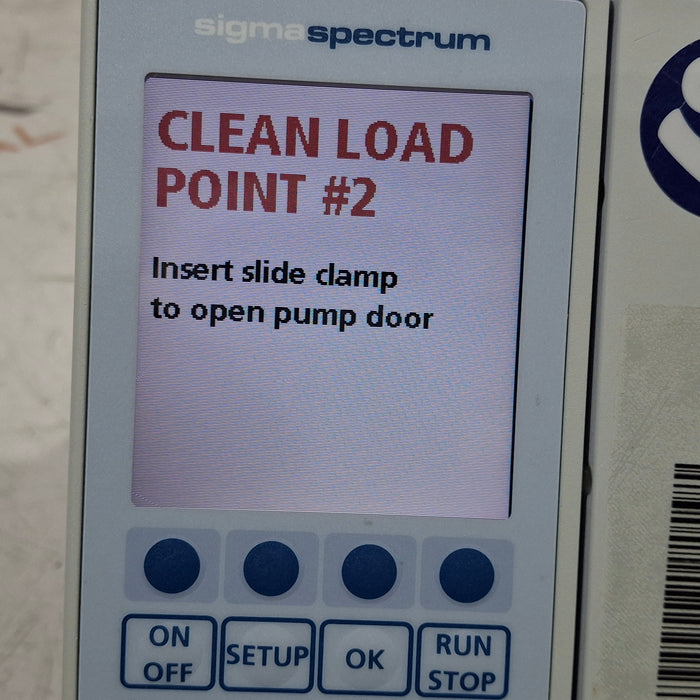 sigmaspectrum
CLEAN LOAD
POINT #2
Insert slide clamp
to open pump door
ON
OFF
SETUP
OK
RUN
STOP